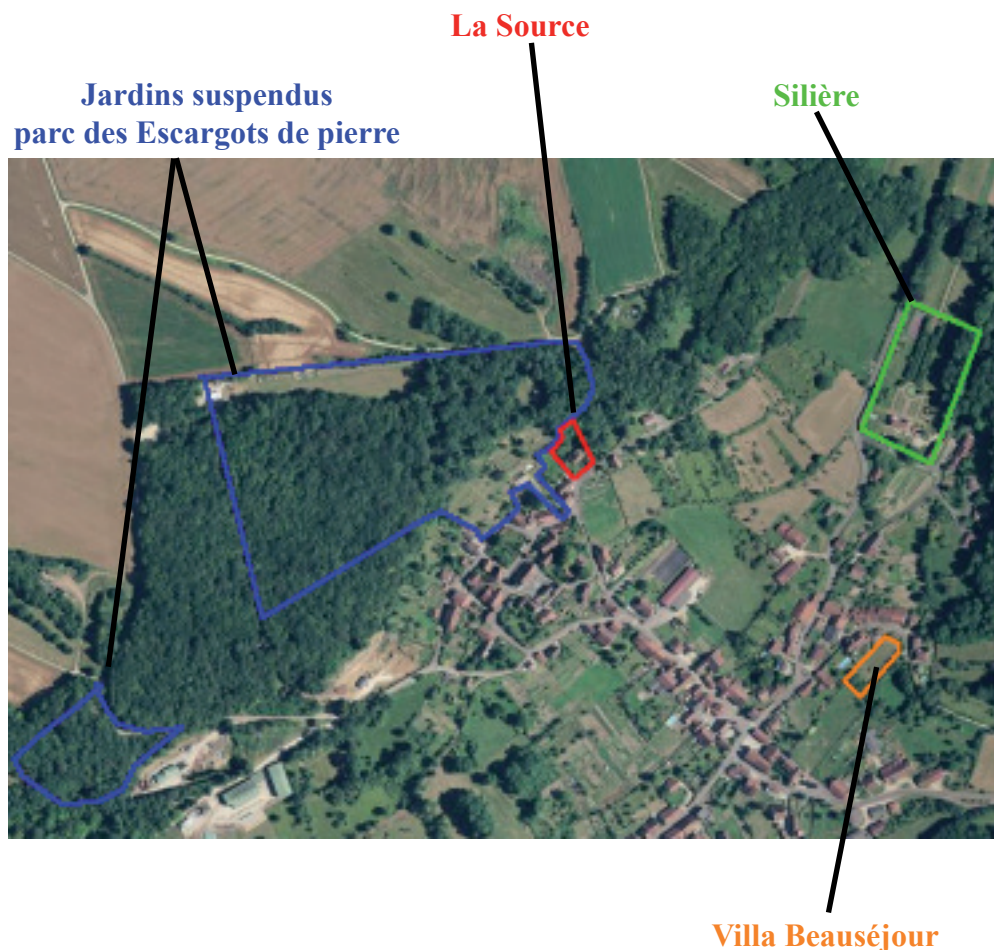 La Source
Jardins suspendus
parc des Escargots de pierre
Silière
Villa Beauséjour